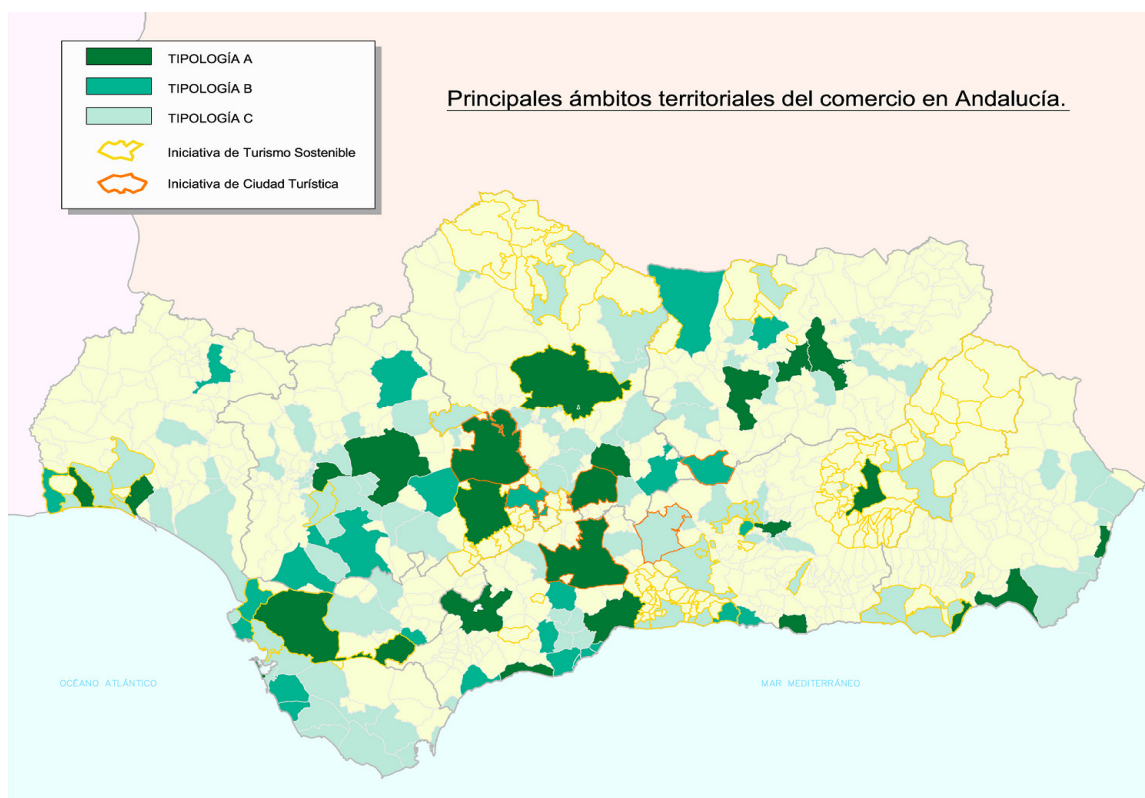 TIPOLOGÍA A
TIPOLOGÍA B
TIPOLOGÍA C
Iniciativa de Turismo Sostenible
Iniciativa de Ciudad Turística
Principales ámbitos territoriales del comercio en Andalucía.
OCÉANO ATLÁNTICO
MAR MEDITERRÁNEO